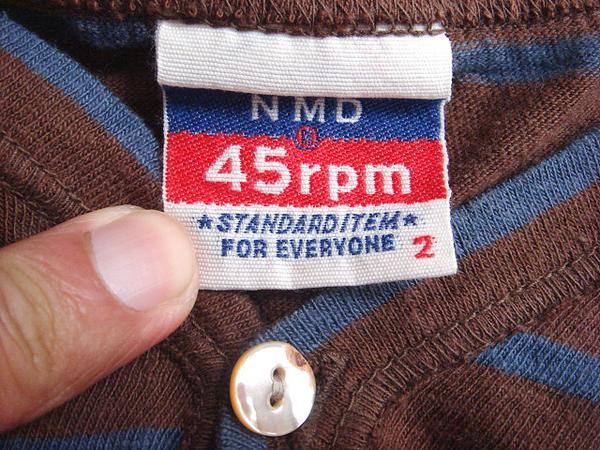 NMD
R
45rpm
★STANDARD ITEM★
FOR EVERYONE 2